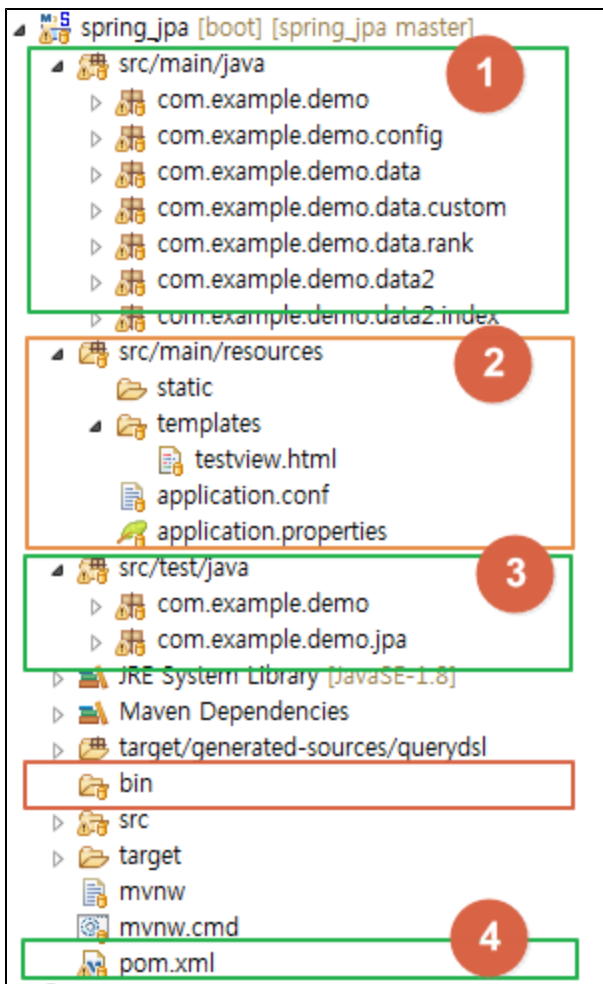 spring_jpa [boot] [spring_jpa master]
src/main/java
1
com.example.demo
com.example.demo.config
com.example.demo.data
com.example.demo.data.custom
com.example.demo.data.rank
com.example.demo.data2
com.example.demo.data2.index
src/main/resources
2
static
templates
testview.html
application.conf
application.properties
src/test/java
3
com.example.demo
com.example.demo.jpa
JRE System Library [JavaSE-1.8]
Maven Dependencies
target/generated-sources/querydsl
bin
src
target
mvnw
mvnw.cmd
4
pom.xml